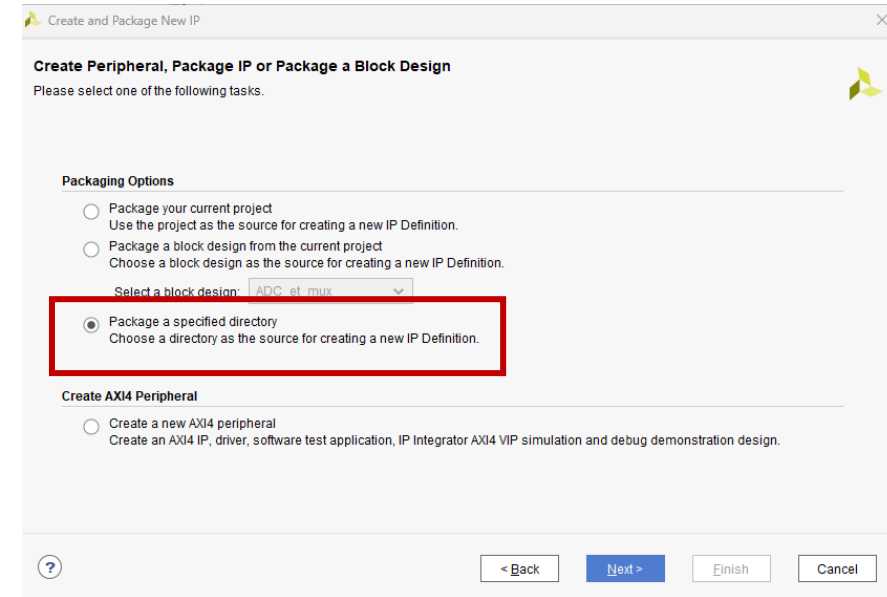 Create and Package New IP
Create Peripheral, Package IP or Package a Block Design
Please select one of the following tasks.
Packaging Options
Package your current project
Use the project as the source for creating a new IP Definition.
Package a block design from the current project
Choose a block design as the source for creating a new IP Definition.
Select a block design: ADC_et_mux
Package a specified directory
Choose a directory as the source for creating a new IP Definition.
Create AXI4 Peripheral
Create a new AXI4 peripheral
Create an AXI4 IP, driver, software test application, IP Integrator AXI4 VIP simulation and debug demonstration design.
? < Back Next > Finish Cancel